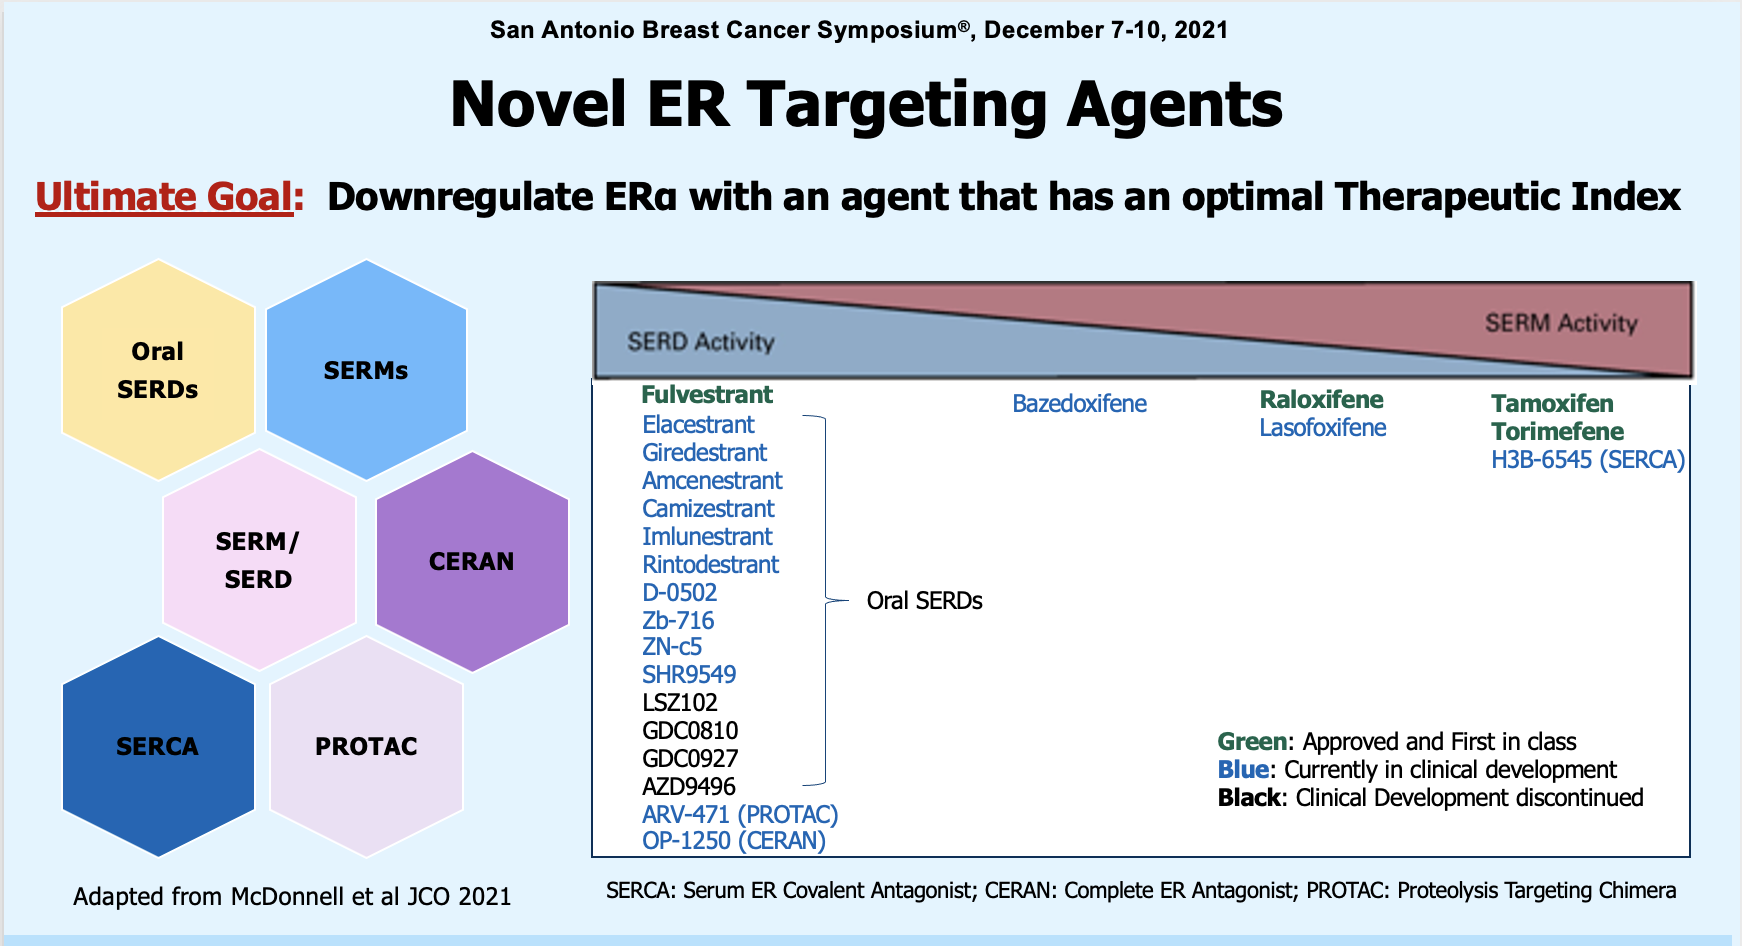 San Antonio Breast Cancer Symposium®, December 7-10, 2021
Novel ER Targeting Agents
Ultimate Goal: Downregulate ERα with an agent that has an optimal Therapeutic Index
Oral
SERDs
SERMs
SERM/
SERD
CERAN
SERCA
PROTAC
Adapted from McDonnell et al JCO 2021
SERD Activity
SERM Activity
Fulvestrant
Elacestrant
Giredestrant
Amcenestrant
Camizestrant
Imlunestrant
Rintodestrant
D-0502
Zb-716
ZN-c5
SHR9549
LSZ102
GDC0810
GDC0927
AZD9496
ARV-471 (PROTAC)
OP-1250 (CERAN)
Oral SERDs
Bazedoxifene
Raloxifene
Lasofoxifene
Tamoxifen
Torimefene
H3B-6545 (SERCA)
Green: Approved and First in class
Blue: Currently in clinical development
Black: Clinical Development discontinued
SERCA: Serum ER Covalent Antagonist; CERAN: Complete ER Antagonist; PROTAC: Proteolysis Targeting Chimera